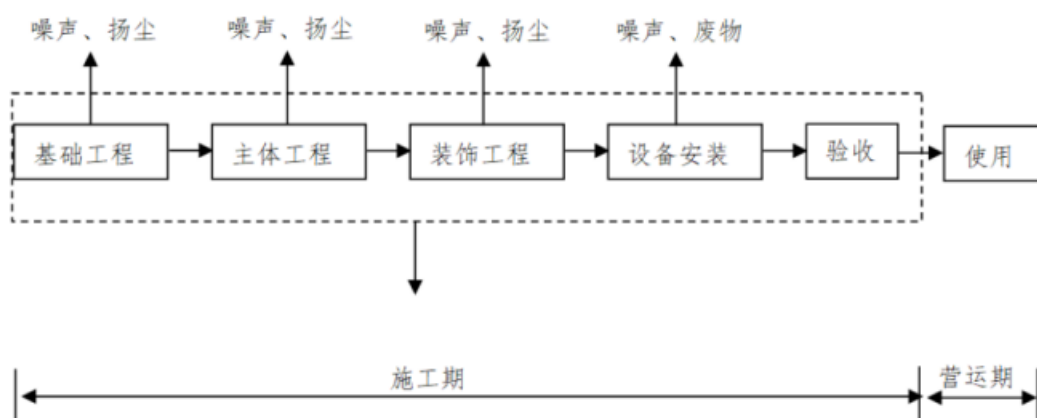 噪声、扬尘
噪声、扬尘
噪声、扬尘
噪声、废物
基础工程
主体工程
装饰工程
设备安装
验收
使用
施工期
营运期